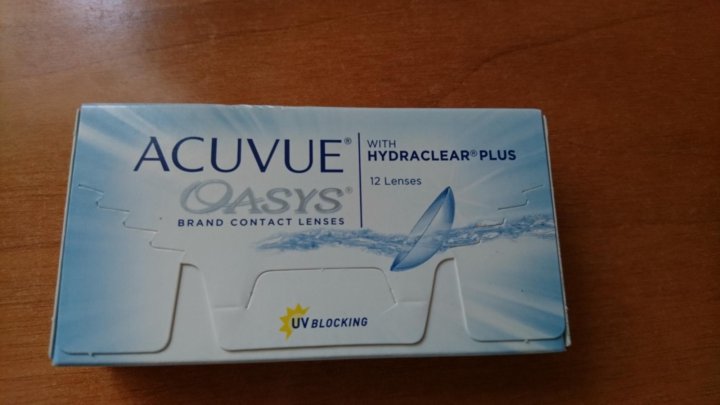 ACUVUE®
OASYS®
BRAND CONTACT LENSES
WITH
HYDRACLEAR® PLUS
12 Lenses
UV BLOCKING